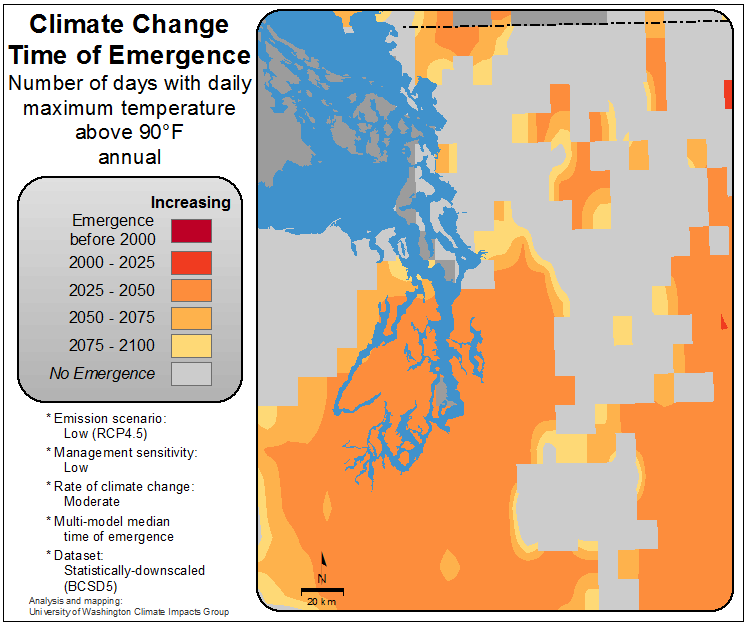 Climate Change
Time of Emergence
Number of days with daily
maximum temperature
above 90°F
annual
Increasing
Emergence
before 2000
2000 - 2025
2025 - 2050
2050 - 2075
2075 - 2100
No Emergence
* Emission scenario:
Low (RCP4.5)
* Management sensitivity:
Low
* Rate of climate change:
Moderate
* Multi-model median
time of emergence
* Dataset:
Statistically-downscaled
(BCSD5)
Analysis and mapping:
University of Washington Climate Impacts Group
N
20 km